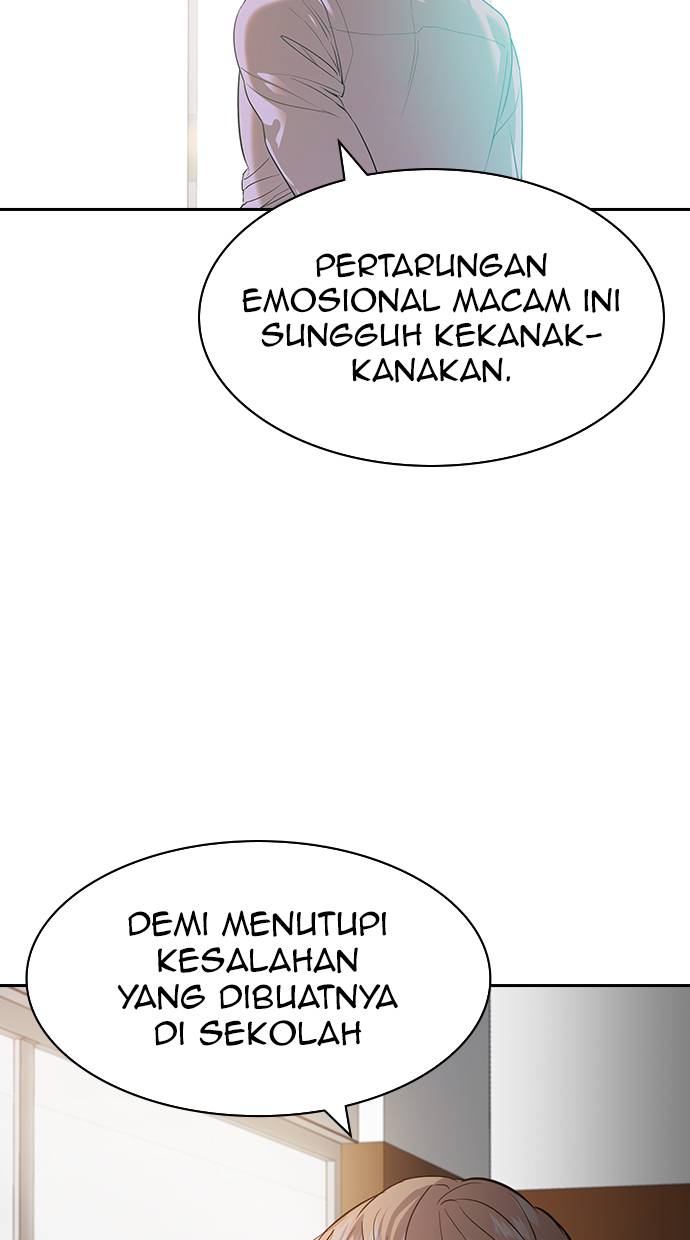 PERTARUNGAN
EMOSIONAL MACAM INI
SUNGGUH KEKANAK-
KANAKAN.
DEMI MENUTUPI
KESALAHAN
YANG DIBUATNYA
DI SEKOLAH